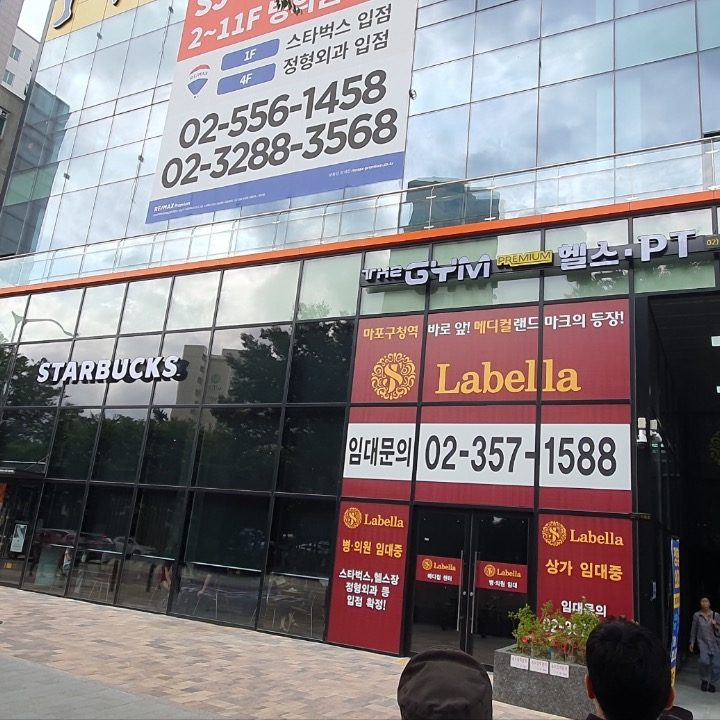 2~11F
1F 스타벅스 입점
4F 정형외과 입점
02-556-1458
02-3288-3568
RE/MAX Premium
THE GYM PREMIUM 헬스·PT
STARBUCKS
마포구청역 바로 앞! 메디컬랜드마크의 등장!
Labella
임대문의 02-357-1588
Labella
병·의원 임대중
스타벅스,헬스장
정형외과 등
입점 확정!
Labella
메디컬 센터
Labella
병·의원 임대
Labella
상가 임대중
임대문의